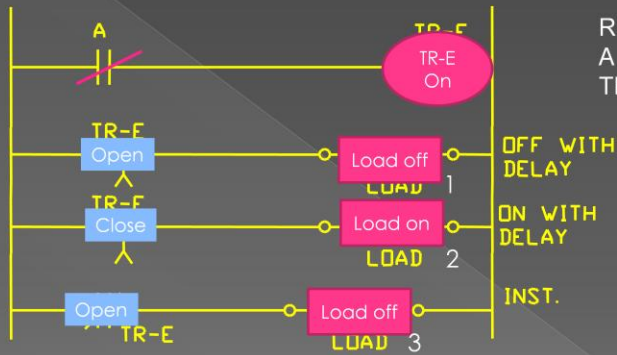 A
TR-E
TR-E
On
R
A
TR-E
Open
Load off
LOAD 1
OFF WITH
DELAY
TR-E
Close
Load on
LOAD 2
ON WITH
DELAY
Open
TR-E
Load off
LOAD 3
INST.